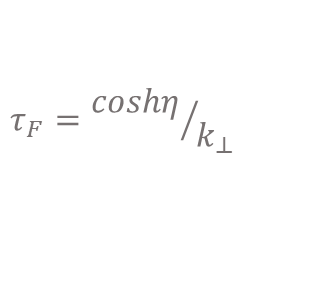 τ_F = coshη/k_⊥